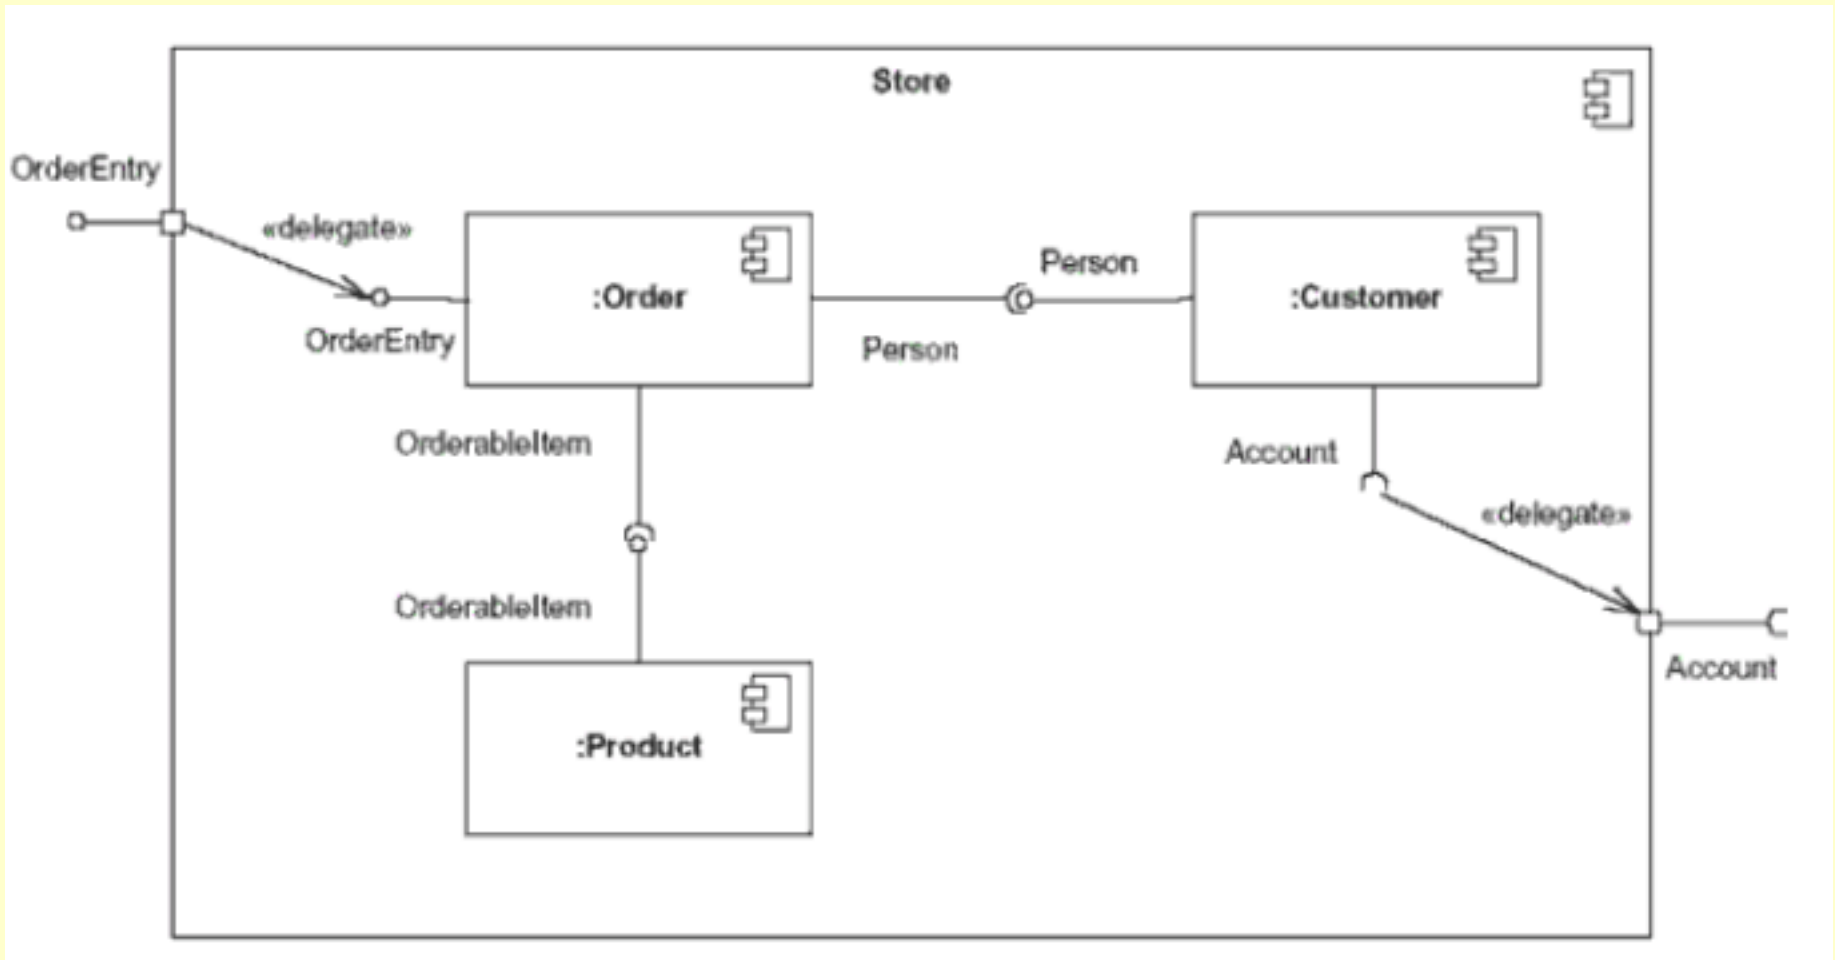 Store
OrderEntry
«delegate»
:Order
OrderEntry
Person
Person
:Customer
OrderableItem
Account
«delegate»
OrderableItem
Account
:Product